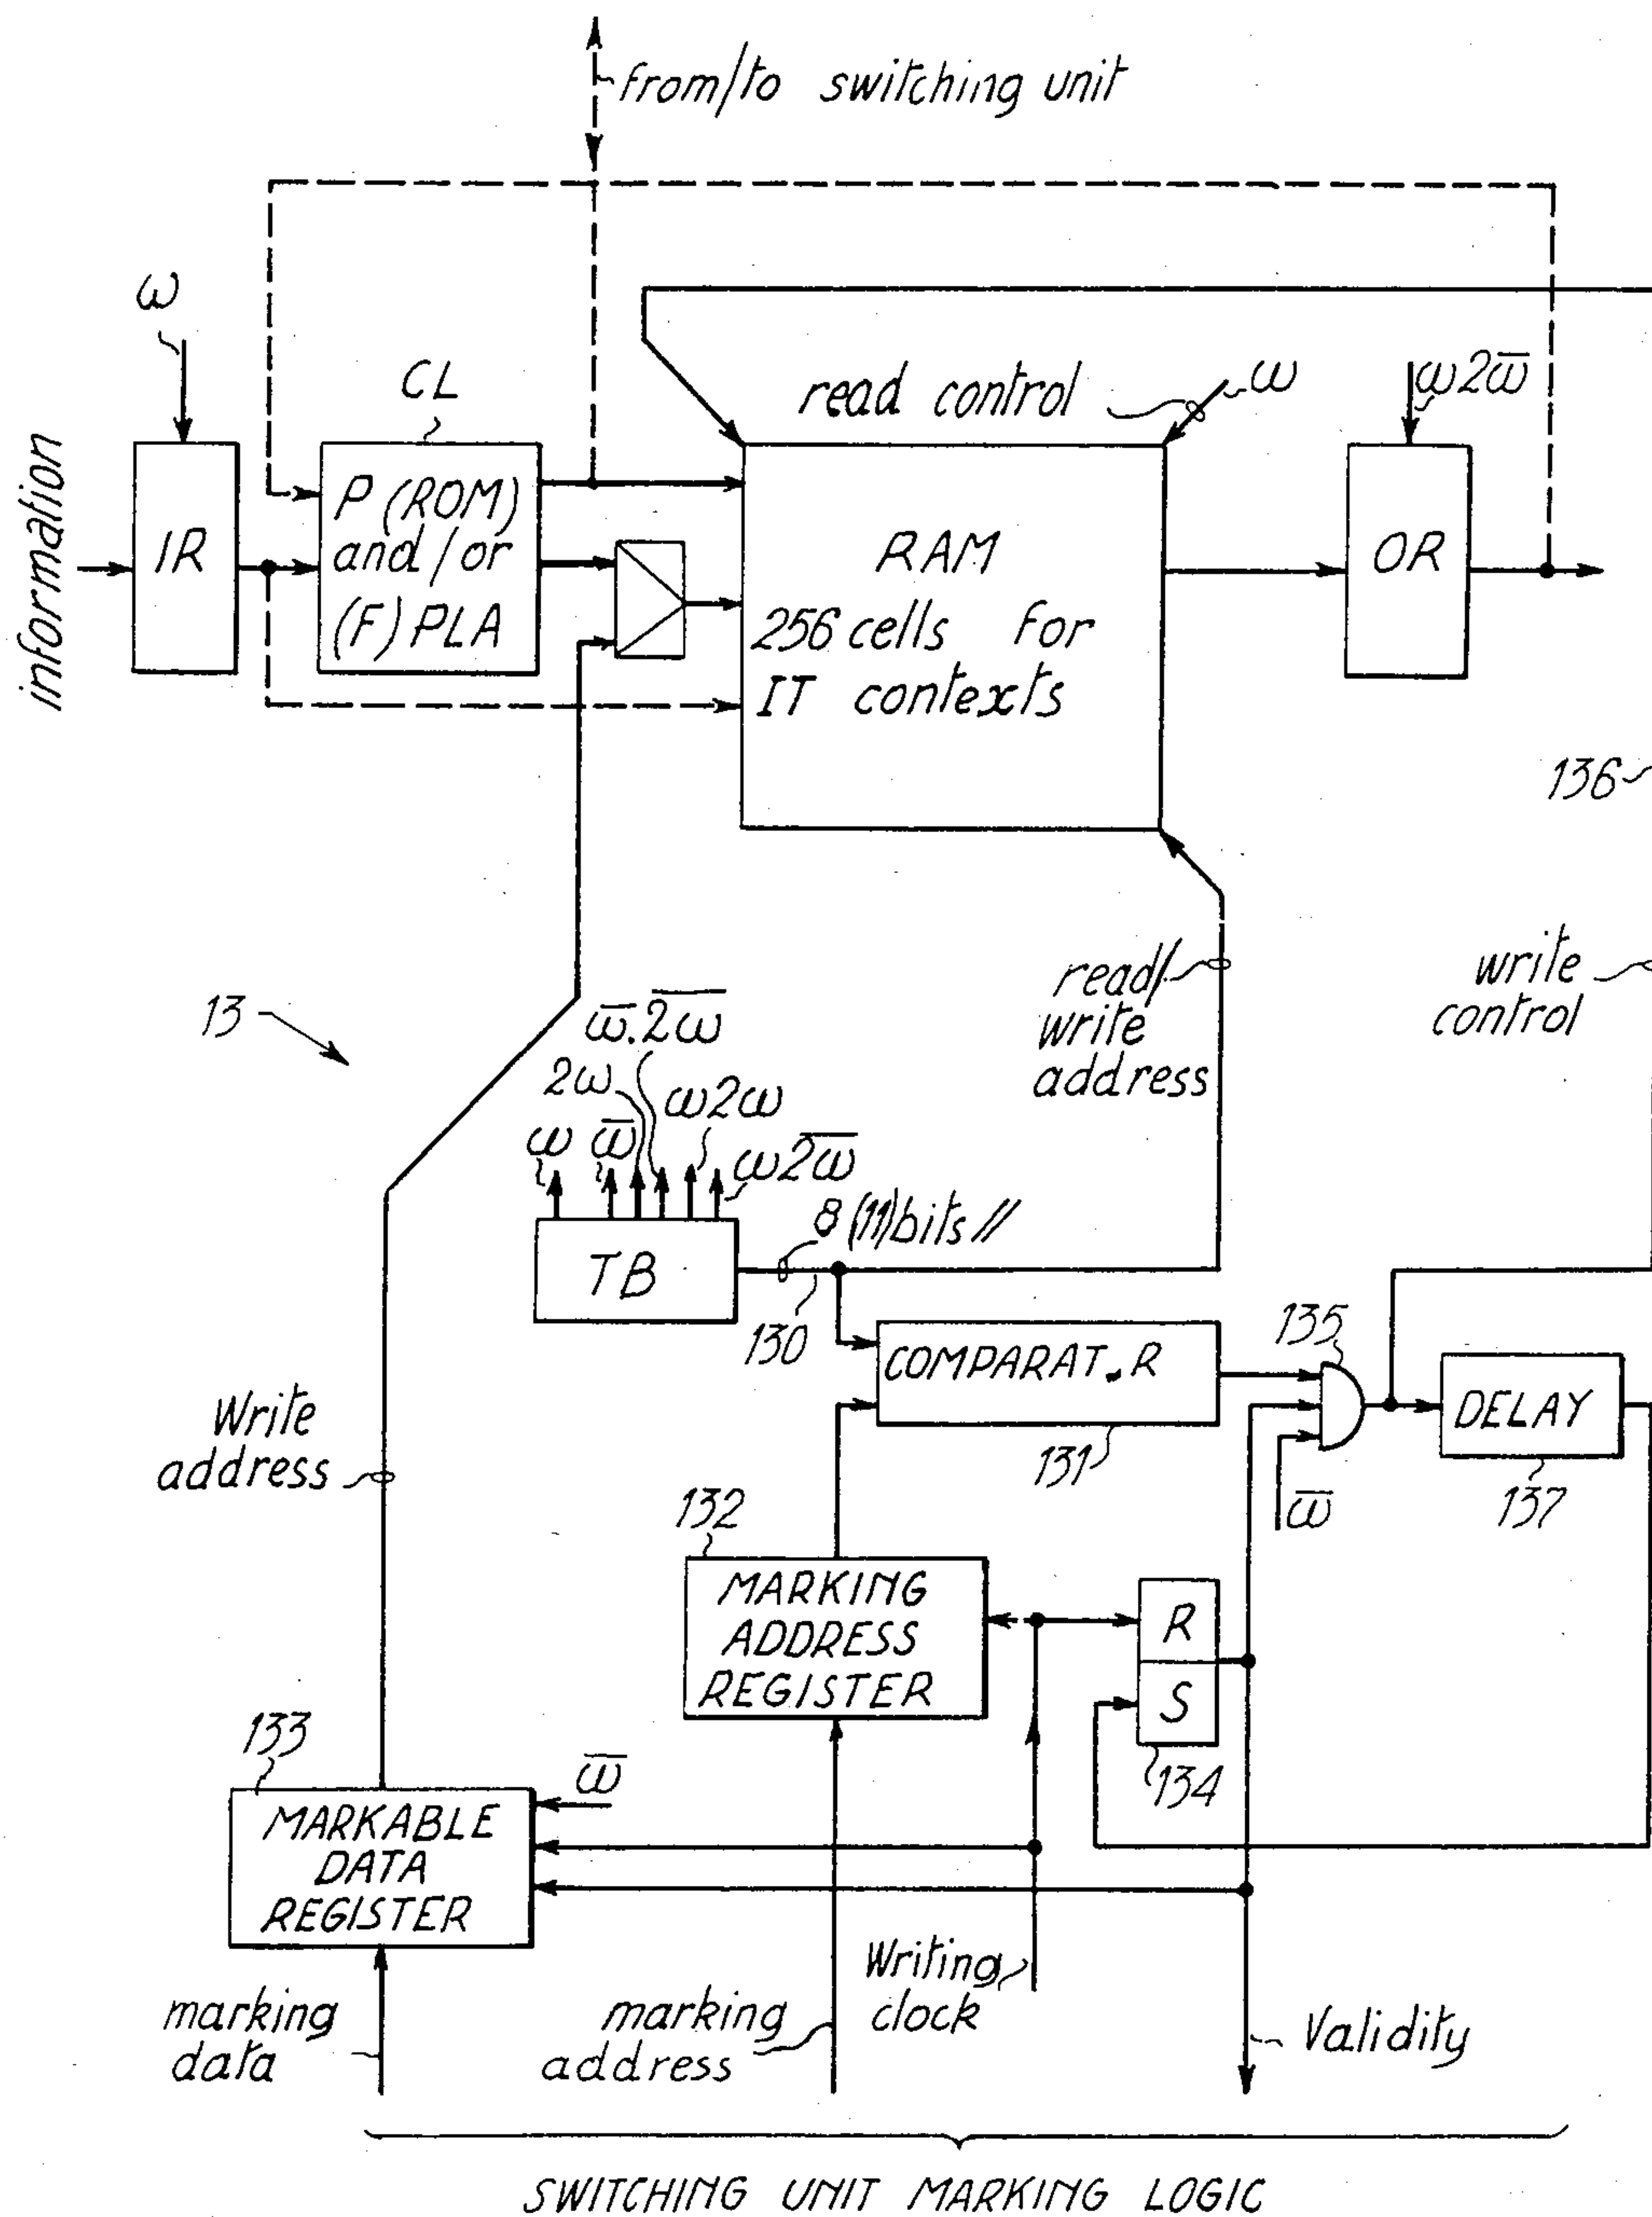 from/to switching unit
ω
CL
read control
ω
ω2ω̅
information
IR
P (ROM)
and/or
(F) PLA
RAM
256 cells for
IT contexts
OR
136
read/
write
address
write
control
13
ω̅.2̅ω̅
2ω
ω2ω
ω
ω̅
ω2̅ω̅
8 (11) bits //
TB
130
COMPARAT.R
131
135
DELAY
137
ω̅
Write
address
132
MARKING
ADDRESS
REGISTER
R
S
134
133
ω̅
MARKABLE
DATA
REGISTER
marking
data
marking
address
Writing
clock
Validity
SWITCHING UNIT MARKING LOGIC